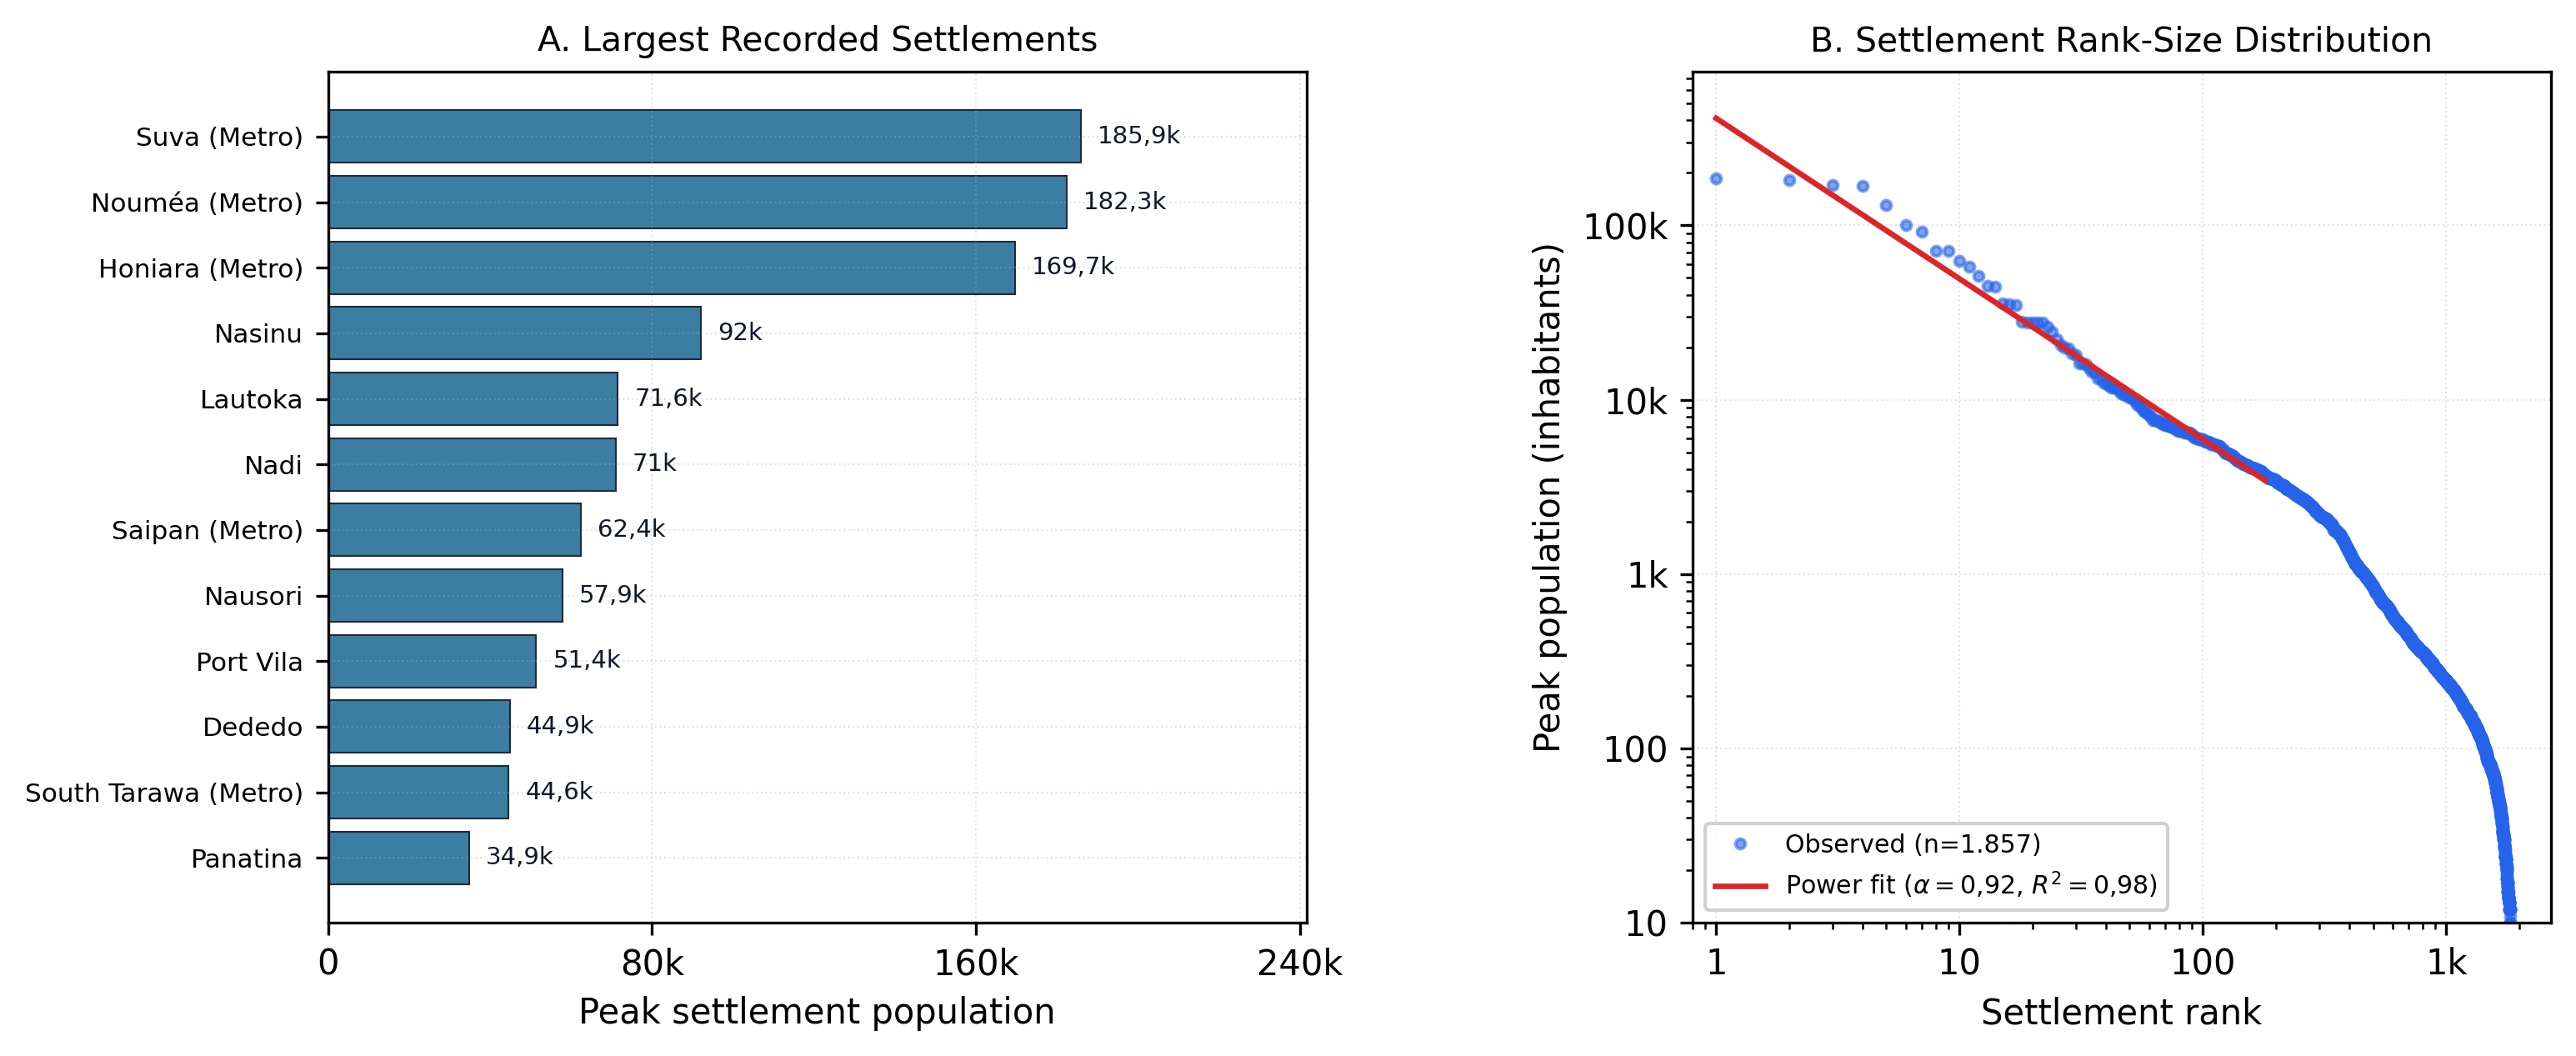 A. Largest Recorded Settlements
Suva (Metro) 185,9k
Nouméa (Metro) 182,3k
Honiara (Metro) 169,7k
Nasinu 92k
Lautoka 71,6k
Nadi 71k
Saipan (Metro) 62,4k
Nausori 57,9k
Port Vila 51,4k
Dededo 44,9k
South Tarawa (Metro) 44,6k
Panatina 34,9k
0 80k 160k 240k
Peak settlement population
B. Settlement Rank-Size Distribution
Peak population (inhabitants)
100k
10k
1k
100
10
Observed (n=1.857)
Power fit (α = 0,92, R² = 0,98)
1 10 100 1k
Settlement rank